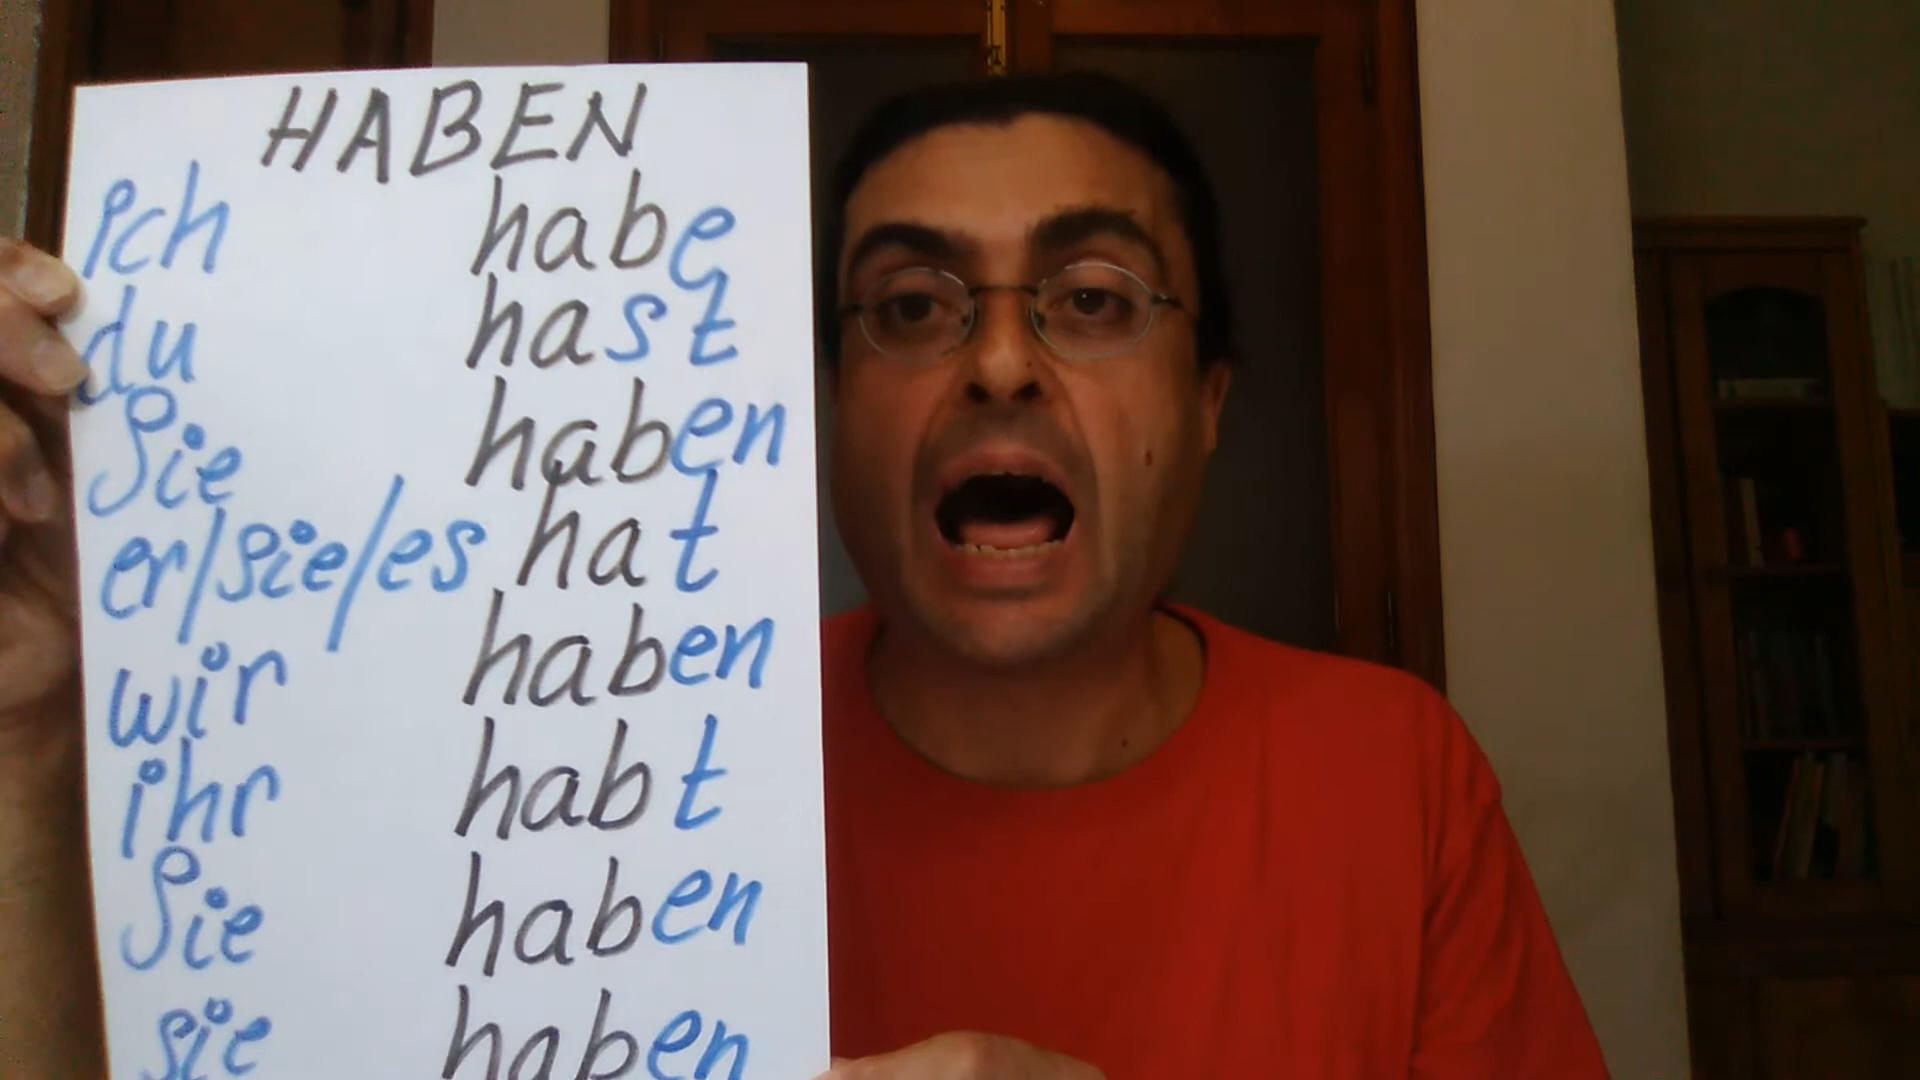 HABEN
ich habe
du hast
Sie haben
er/sie/es hat
wir haben
ihr habt
Sie haben
sie haben